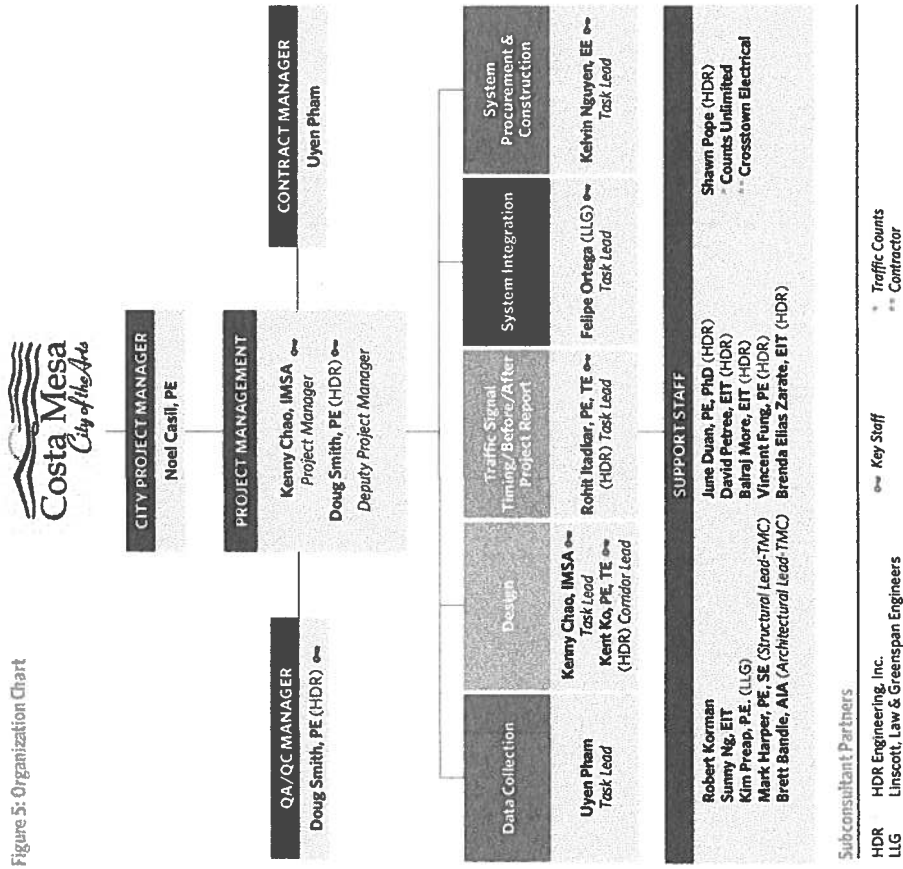 Figure 5: Organization Chart
Costa Mesa
City of the Arts
CITY PROJECT MANAGER
Noel Casil, PE
QA/QC MANAGER
Doug Smith, PE (HDR)
PROJECT MANAGEMENT
Kenny Chao, IMSA
Project Manager
Doug Smith, PE (HDR)
Deputy Project Manager
CONTRACT MANAGER
Uyen Pham
Data Collection
Uyen Pham
Task Lead
Design
Kenny Chao, IMSA
Task Lead
Kent Ko, PE, TE
(HDR) Corridor Lead
Traffic Signal
Timing/Before/After
Project Report
Rohit Itadkar, PE, TE
(HDR) Task Lead
System Integration
Felipe Ortega (LLG)
Task Lead
System
Procurement &
Construction
Kelvin Nguyen, EE
Task Lead
SUPPORT STAFF
Robert Korman
Sunny Ng, EIT
Kim Preap, P.E. (LLG)
Mark Harper, PE, SE (Structural Lead-TMC)
Brett Bandle, AIA (Architectural Lead-TMC)
June Duan, PE, PhD (HDR)
David Petree, EIT (HDR)
Balraj More, EIT (HDR)
Vincent Fung, PE (HDR)
Brenda Elias Zarate, EIT (HDR)
Shawn Pope (HDR)
* Counts Unlimited
** Crosstown Electrical
Subconsultant Partners
HDR HDR Engineering, Inc.
LLG Linscott, Law & Greenspan Engineers
Key Staff
* Traffic Counts
** Contractor